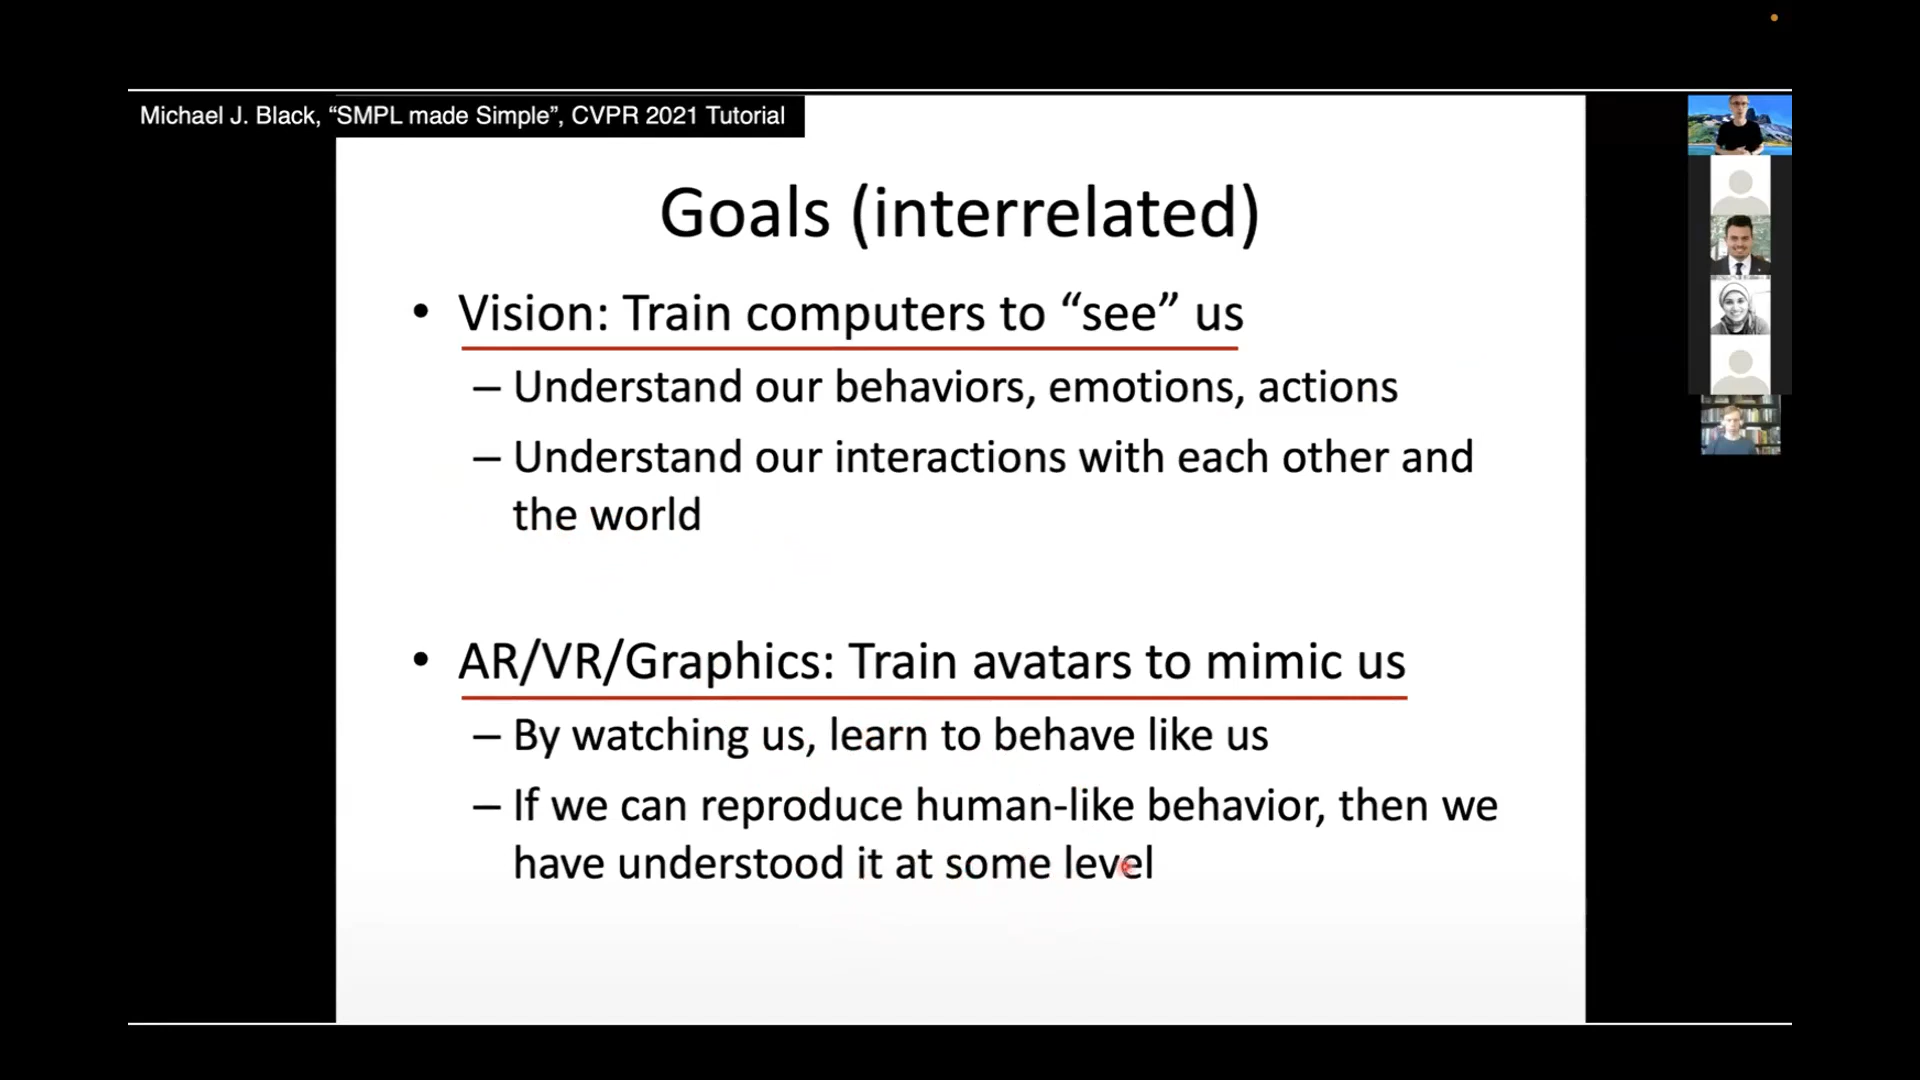 Michael J. Black, “SMPL made Simple”, CVPR 2021 Tutorial
Goals (interrelated)
• Vision: Train computers to “see” us
– Understand our behaviors, emotions, actions
– Understand our interactions with each other and
the world
• AR/VR/Graphics: Train avatars to mimic us
– By watching us, learn to behave like us
– If we can reproduce human-like behavior, then we
have understood it at some level